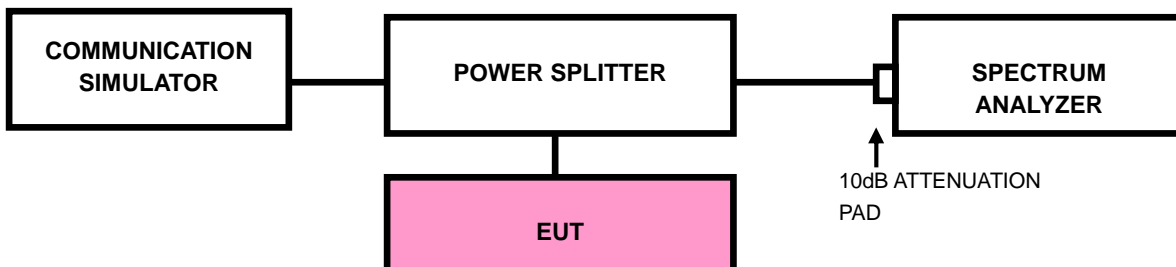 COMMUNICATION
SIMULATOR
POWER SPLITTER
SPECTRUM
ANALYZER
10dB ATTENUATION
PAD
EUT